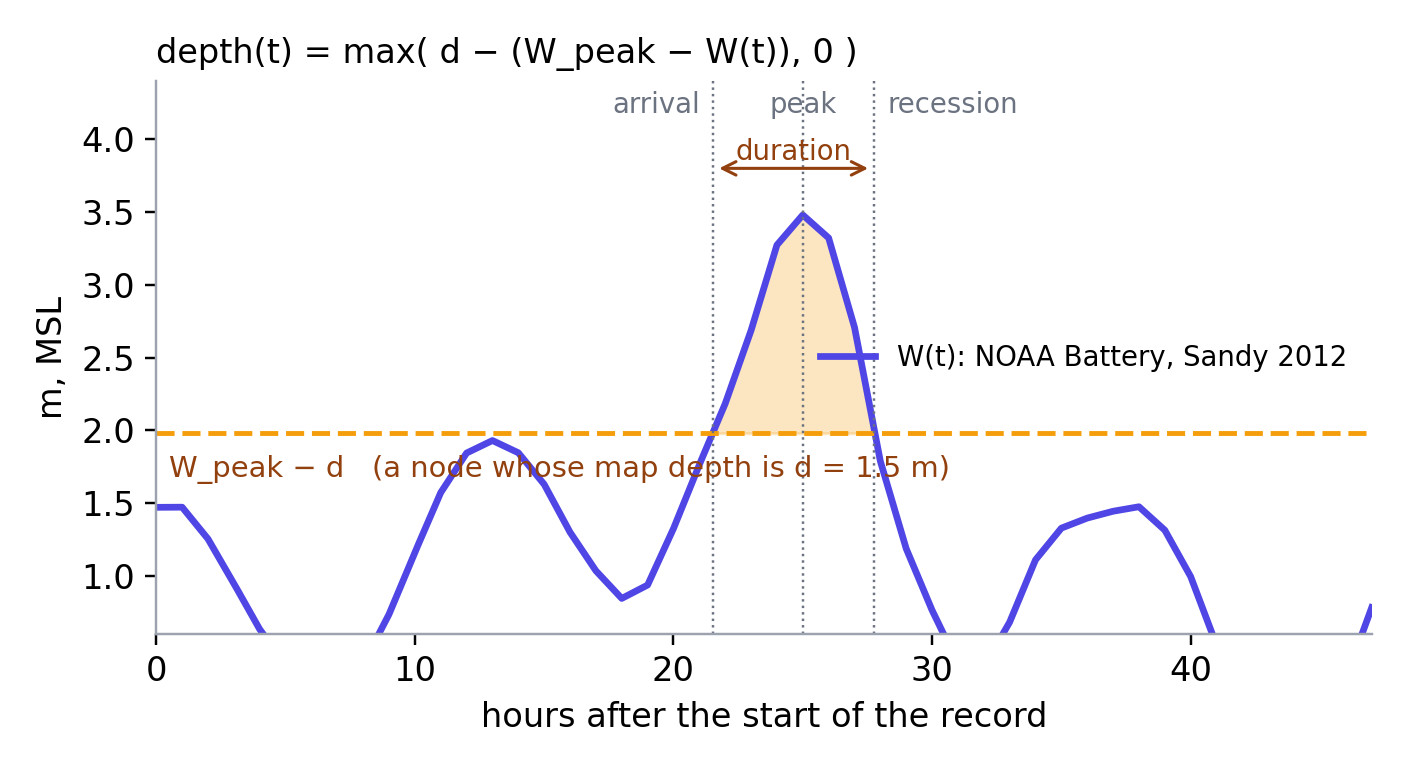 depth(t) = max( d − (W_peak − W(t)), 0 )
arrival peak recession
duration
4.0
3.5
3.0
2.5
2.0
1.5
1.0
m, MSL
W(t): NOAA Battery, Sandy 2012
W_peak − d (a node whose map depth is d = 1.5 m)
0 10 20 30 40
hours after the start of the record